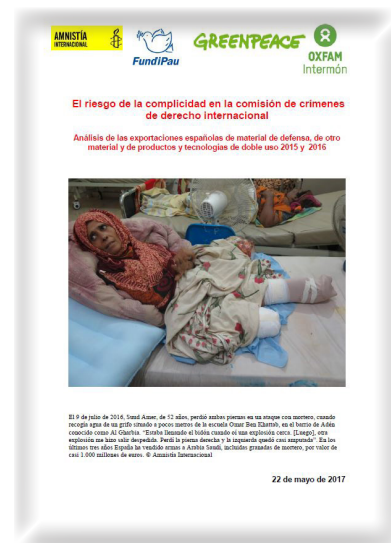 AMNISTÍA
INTERNACIONAL
FundiPau
GREENPEACE
OXFAM
Intermón
El riesgo de la complicidad en la comisión de crímenes
de derecho internacional
Análisis de las exportaciones españolas de material de defensa, de otro
material y de productos y tecnologías de doble uso 2015 y 2016
El 9 de julio de 2016, Suud Amer, de 52 años, perdió ambas piernas en un ataque con mortero, cuando
recogía agua de un grifo situado a pocos metros de la escuela Omar Ben Khattab, en el barrio de Adén
conocido como Al Gharbia. "Estaba llenando el bidón cuando oí una explosión cerca. [Luego], otra
explosión me hizo salir despedida. Perdí la pierna derecha y la izquierda quedó casi amputada". En los
últimos tres años España ha vendido armas a Arabia Saudí, incluidas granadas de mortero, por valor de
casi 1.000 millones de euros. © Amnistía Internacional
22 de mayo de 2017